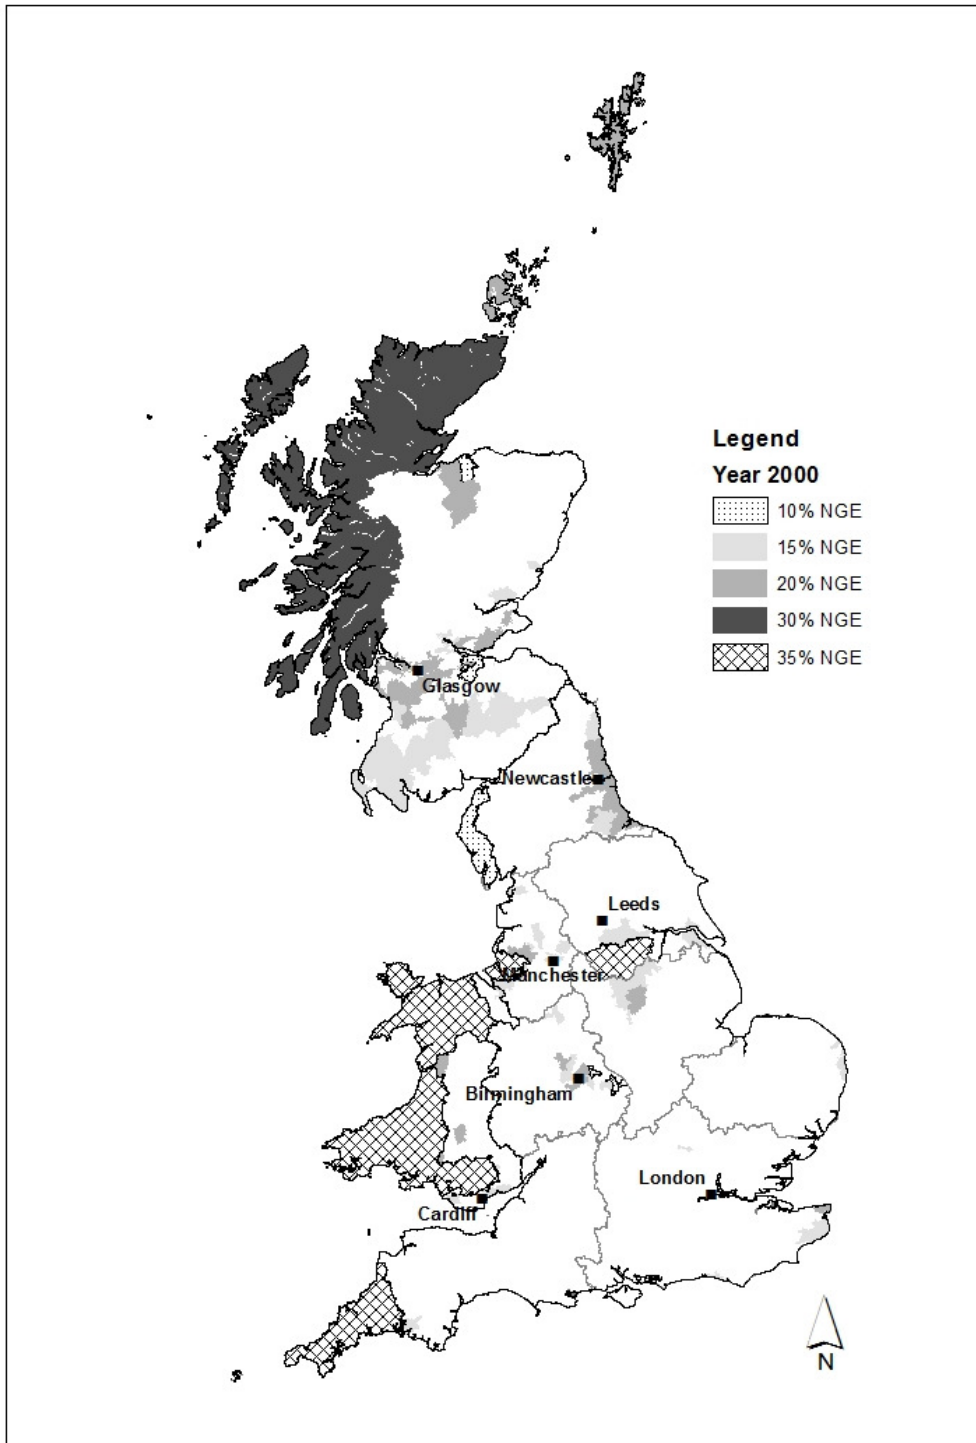 Legend
Year 2000
10% NGE
15% NGE
20% NGE
30% NGE
35% NGE
Glasgow
Newcastle
Leeds
Manchester
Birmingham
London
Cardiff
N